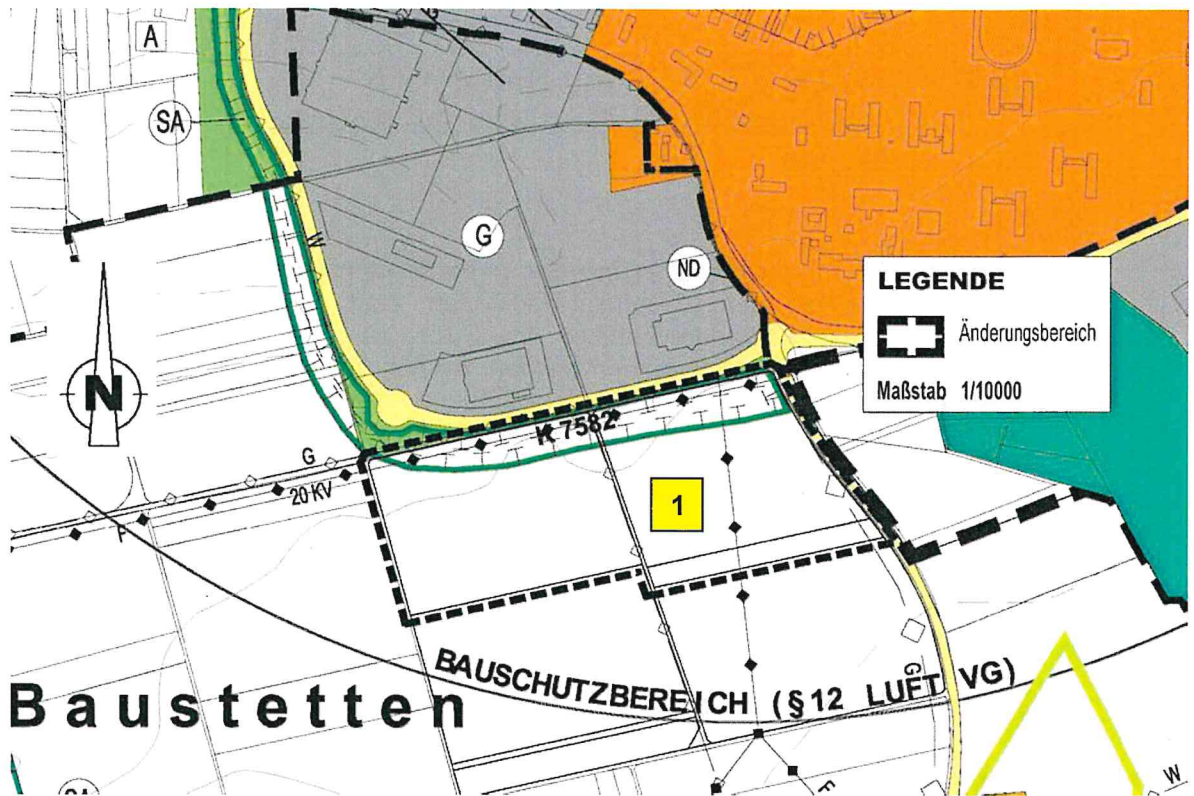 A
SA
G
ND
LEGENDE
Änderungsbereich
Maßstab 1/10000
N
W
K 7582
G
20 KV
F
1
BAUSCHUTZBEREICH (§ 12 LUFT VG)
G
Baustetten
F
W